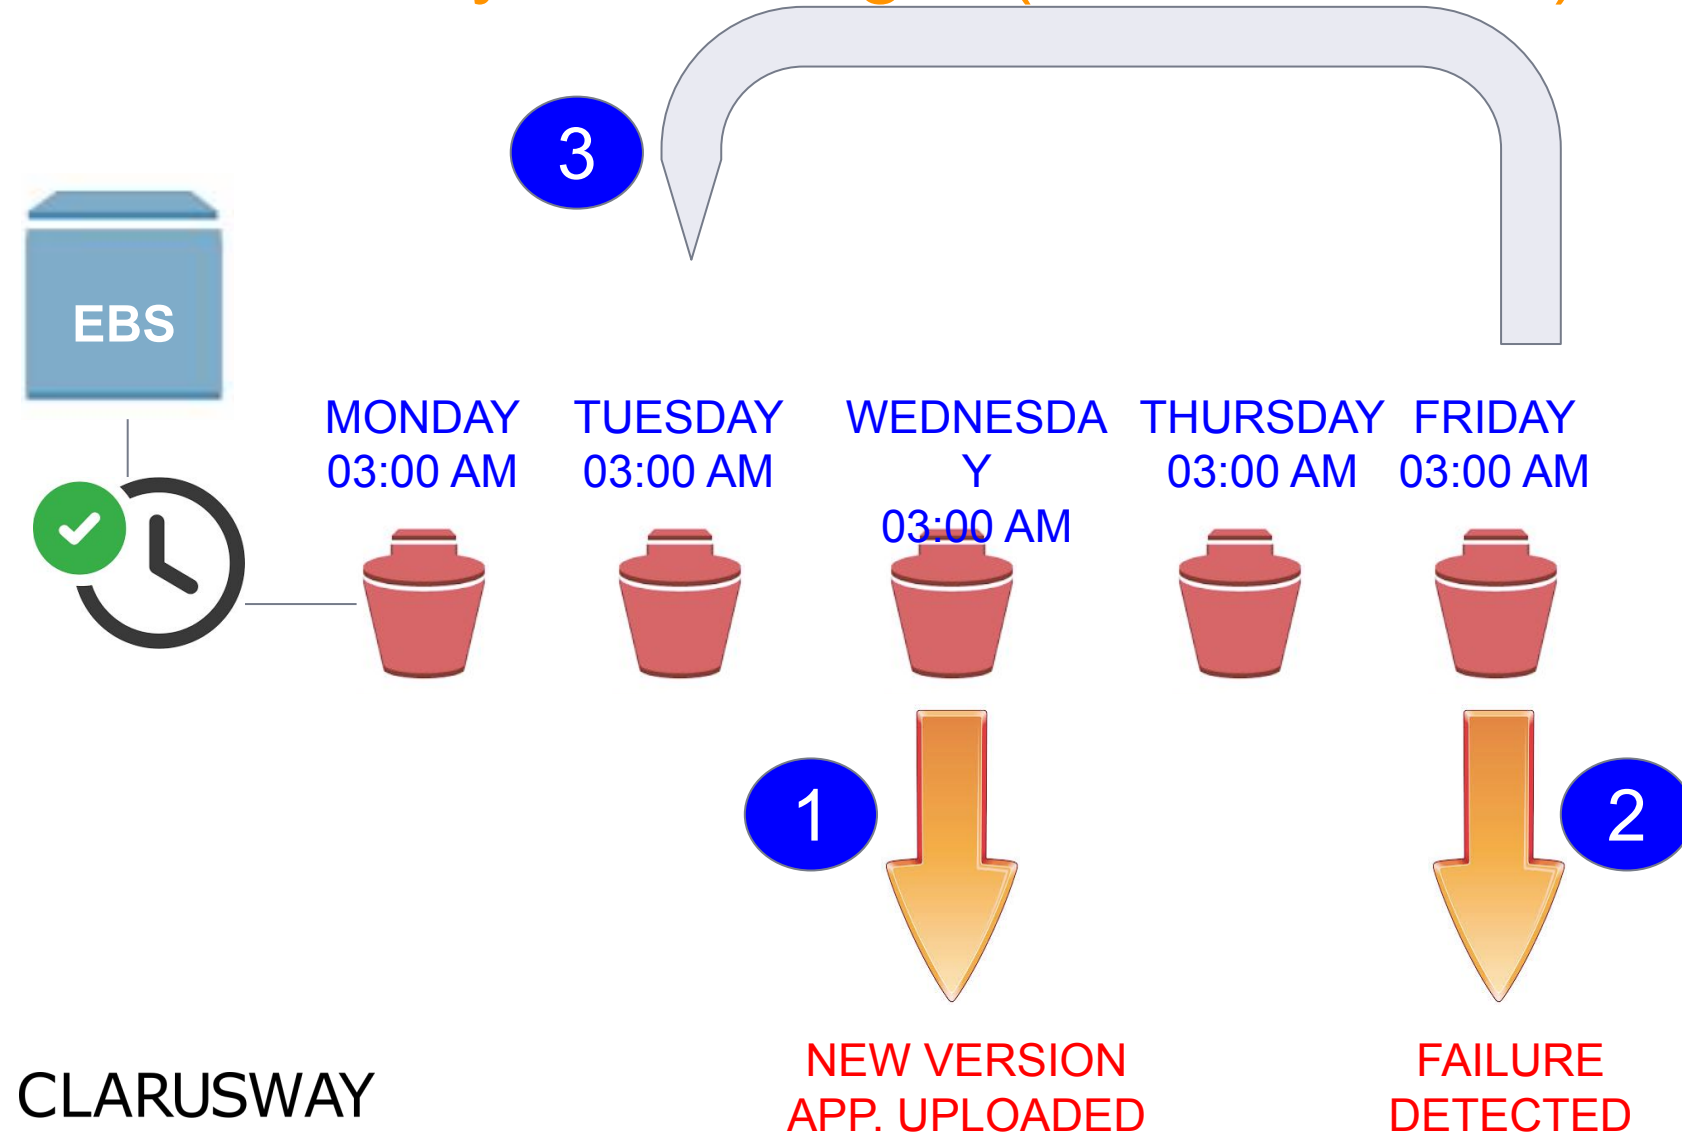 3
EBS
MONDAY
03:00 AM
TUESDAY
03:00 AM
WEDNESDA
Y
03:00 AM
THURSDAY
03:00 AM
FRIDAY
03:00 AM
1
2
NEW VERSION
APP. UPLOADED
FAILURE
DETECTED
CLARUSWAY